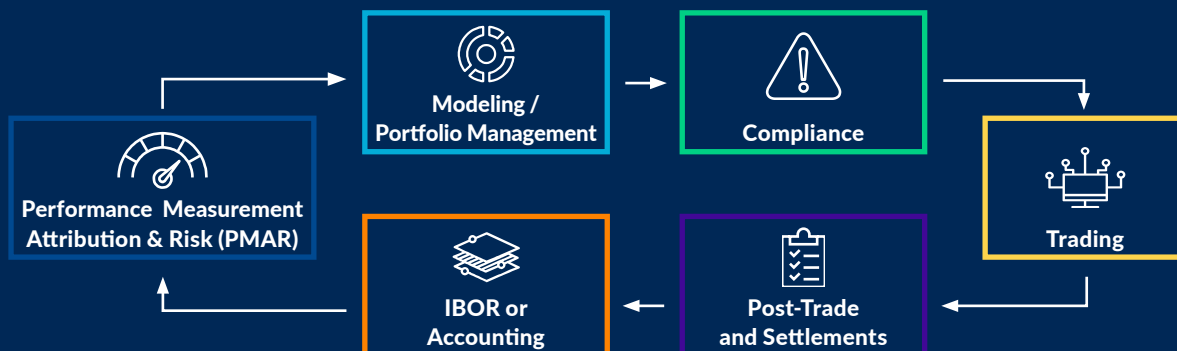 Modeling /
Portfolio Management
Compliance
Performance Measurement
Attribution & Risk (PMAR)
Trading
IBOR or
Accounting
Post-Trade
and Settlements